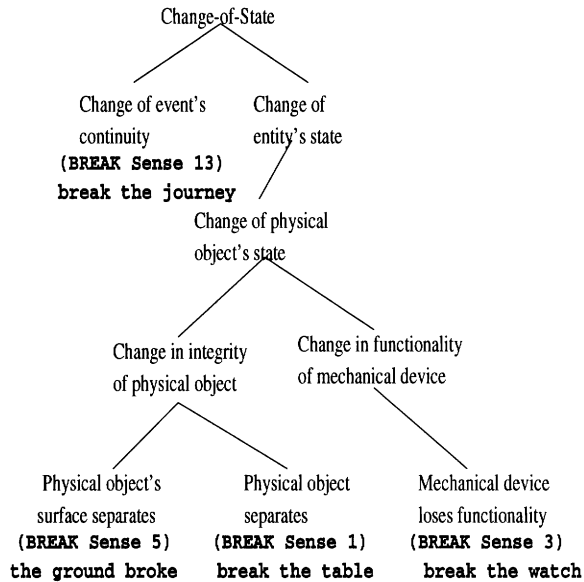 Change-of-State
Change of event's
continuity
(BREAK Sense 13)
break the journey
Change of
entity's state
Change of physical
object's state
Change in integrity
of physical object
Change in functionality
of mechanical device
Physical object's
surface separates
(BREAK Sense 5)
the ground broke
Physical object
separates
(BREAK Sense 1)
break the table
Mechanical device
loses functionality
(BREAK Sense 3)
break the watch